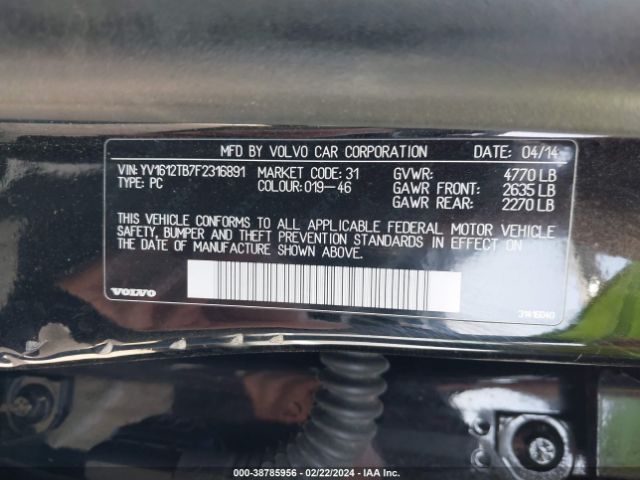 MFD BY VOLVO CAR CORPORATION DATE: 04/14
VIN: YV1612TB7F2316891 MARKET CODE: 31 GVWR: 4770 LB
TYPE: PC COLOUR: 019-46 GAWR FRONT: 2635 LB
GAWR REAR: 2270 LB
THIS VEHICLE CONFORMS TO ALL APPLICABLE FEDERAL MOTOR VEHICLE
SAFETY, BUMPER AND THEFT PREVENTION STANDARDS IN EFFECT ON
THE DATE OF MANUFACTURE SHOWN ABOVE.
VOLVO
00-38785956 - 02/22/2024 - IAA Inc.